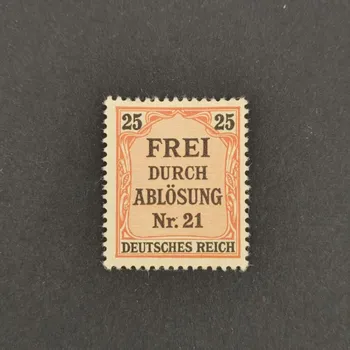 25 25
FREI
DURCH
ABLÖSUNG
Nr. 21
DEUTSCHES REICH